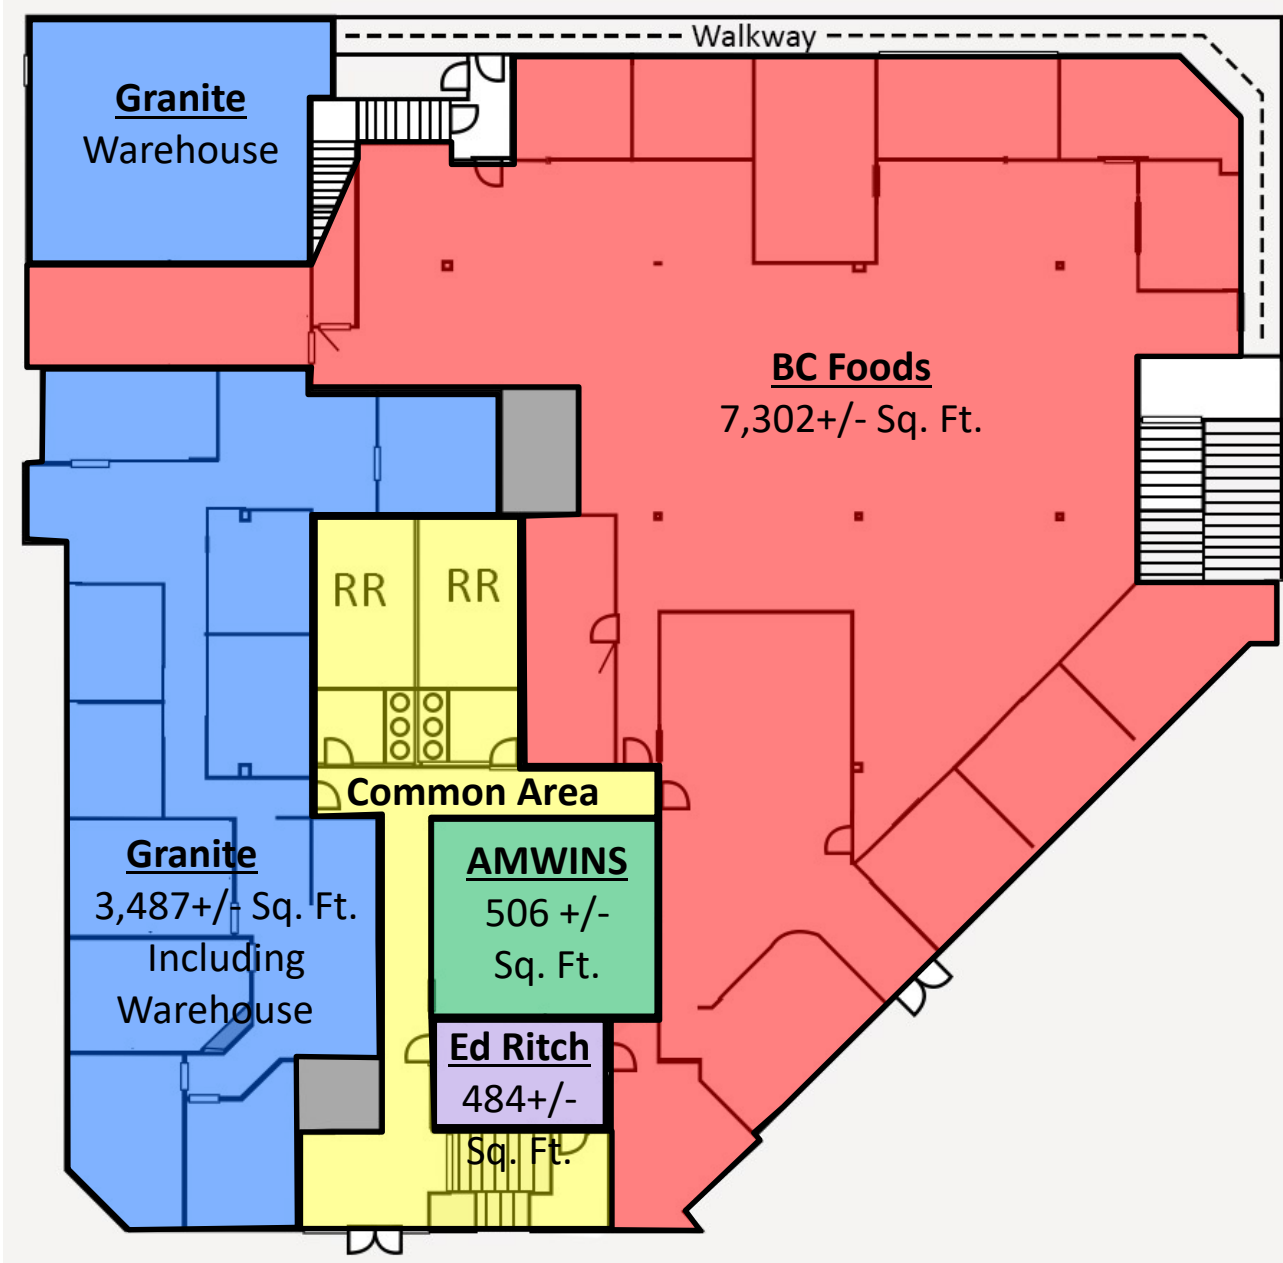 Walkway
Granite
Warehouse
BC Foods
7,302+/- Sq. Ft.
RR
RR
Common Area
Granite
3,487+/- Sq. Ft.
Including
Warehouse
AMWINS
506 +/-
Sq. Ft.
Ed Ritch
484+/-
Sq. Ft.